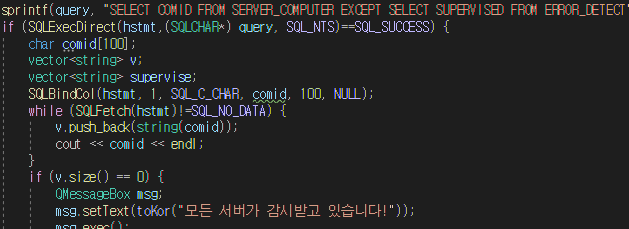 sprintf(query, "SELECT COMID FROM SERVER_COMPUTER EXCEPT SELECT SUPERVISED FROM ERROR_DETECT"
if (SQLExecDirect(hstmt,(SQLCHAR*) query, SQL_NTS)==SQL_SUCCESS) {
char comid[100];
vector<string> v;
vector<string> supervise;
SQLBindCol(hstmt, 1, SQL_C_CHAR, comid, 100, NULL);
while (SQLFetch(hstmt)!=SQL_NO_DATA) {
v.push_back(string(comid));
cout << comid << endl;
}
if (v.size() == 0) {
QMessageBox msg;
msg.setText(toKor("모든 서버가 감시받고 있습니다!"));
msg.exec();